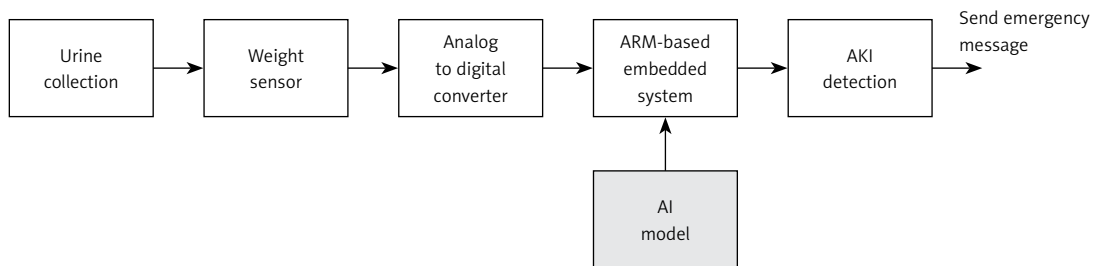 Urine
collection
Weight
sensor
Analog
to digital
converter
ARM-based
embedded
system
AKI
detection
Send emergency
message
AI
model